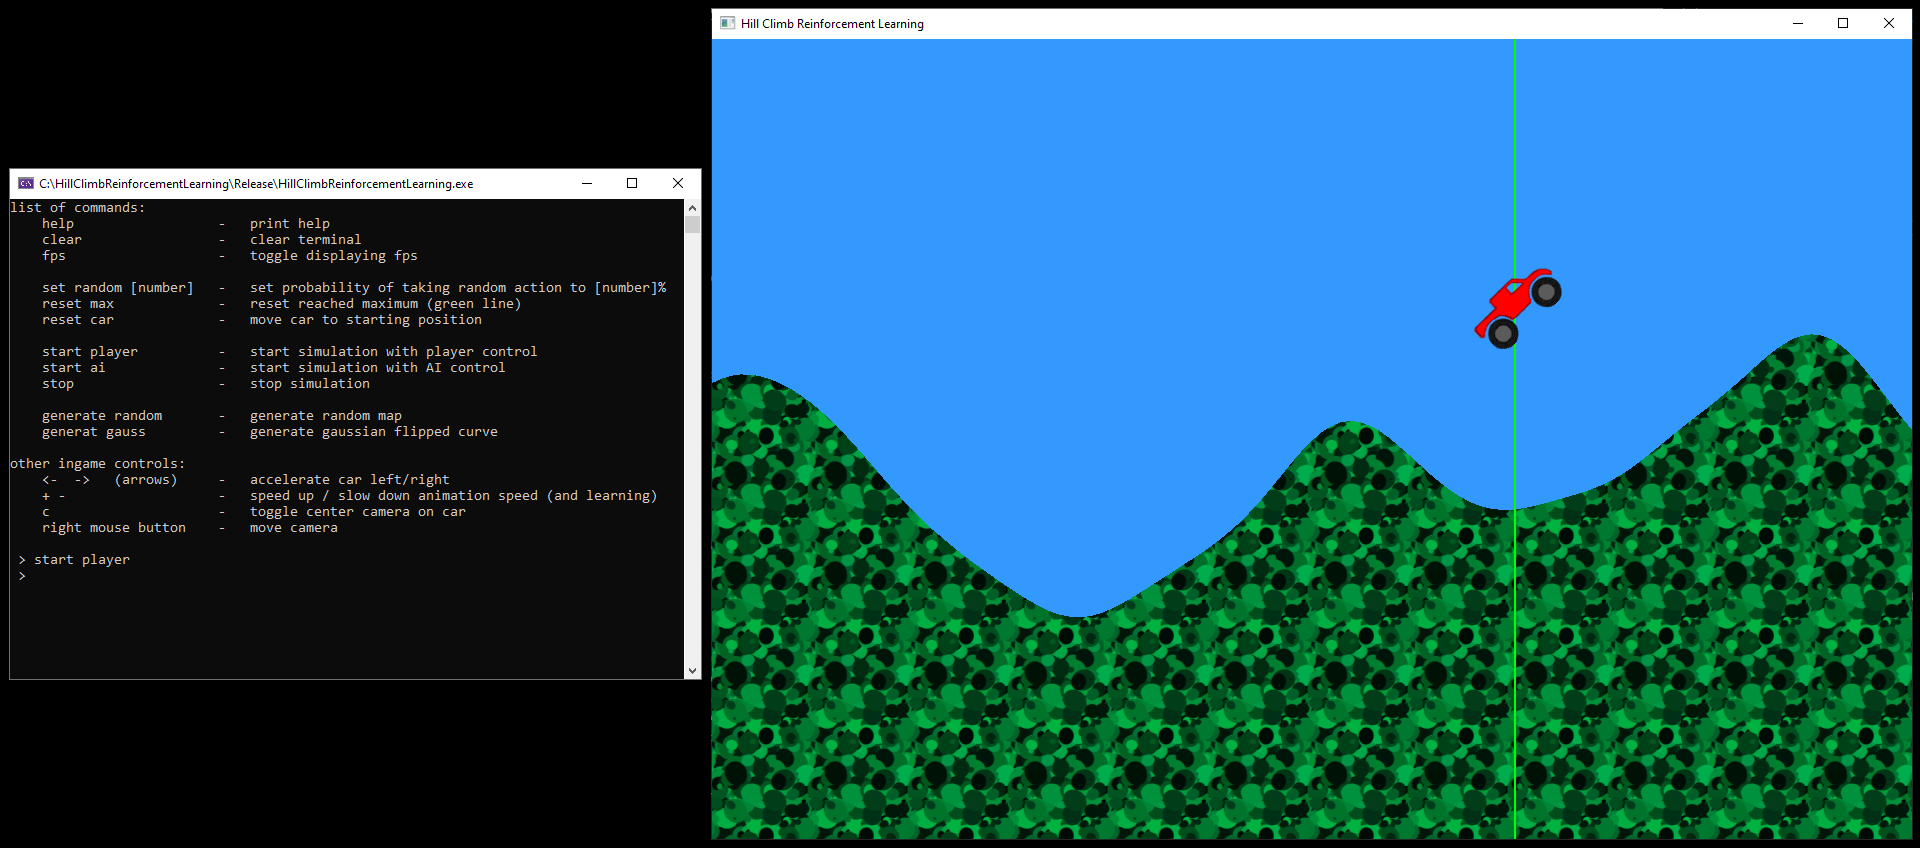 C:\HillClimbReinforcementLearning\Release\HillClimbReinforcementLearning.exe
list of commands:
help - print help
clear - clear terminal
fps - toggle displaying fps
set random [number] - set probability of taking random action to [number]%
reset max - reset reached maximum (green line)
reset car - move car to starting position
start player - start simulation with player control
start ai - start simulation with AI control
stop - stop simulation
generate random - generate random map
generat gauss - generate gaussian flipped curve
other ingame controls:
<- -> (arrows) - accelerate car left/right
+ - - speed up / slow down animation speed (and learning)
c - toggle center camera on car
right mouse button - move camera
> start player
>
Hill Climb Reinforcement Learning